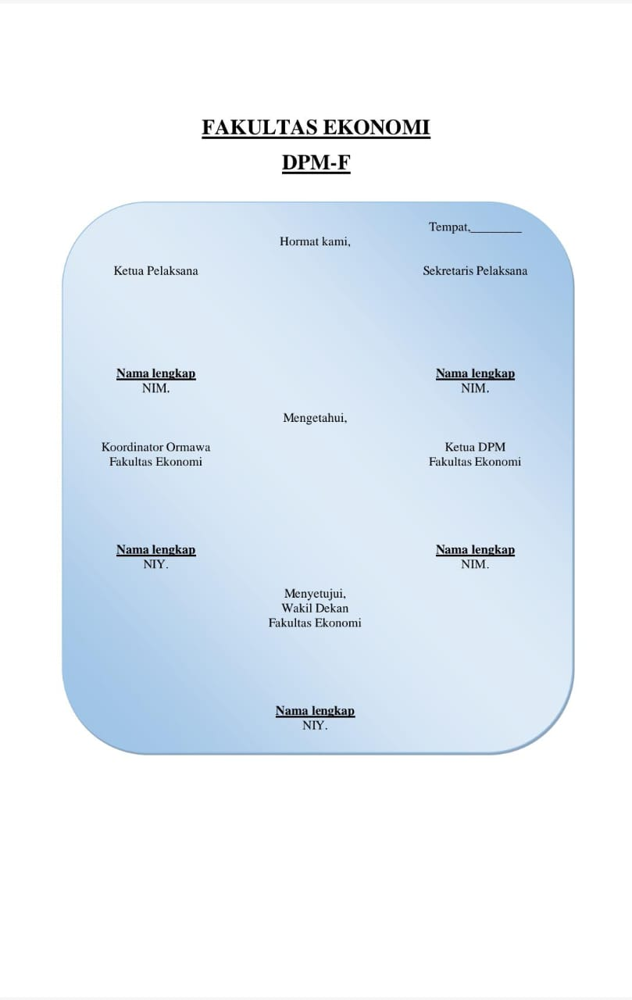 FAKULTAS EKONOMI
DPM-F
Tempat,________
Hormat kami,
Ketua Pelaksana
Sekretaris Pelaksana
Nama lengkap
NIM.
Nama lengkap
NIM.
Mengetahui,
Koordinator Ormawa
Fakultas Ekonomi
Ketua DPM
Fakultas Ekonomi
Nama lengkap
NIY.
Nama lengkap
NIM.
Menyetujui,
Wakil Dekan
Fakultas Ekonomi
Nama lengkap
NIY.